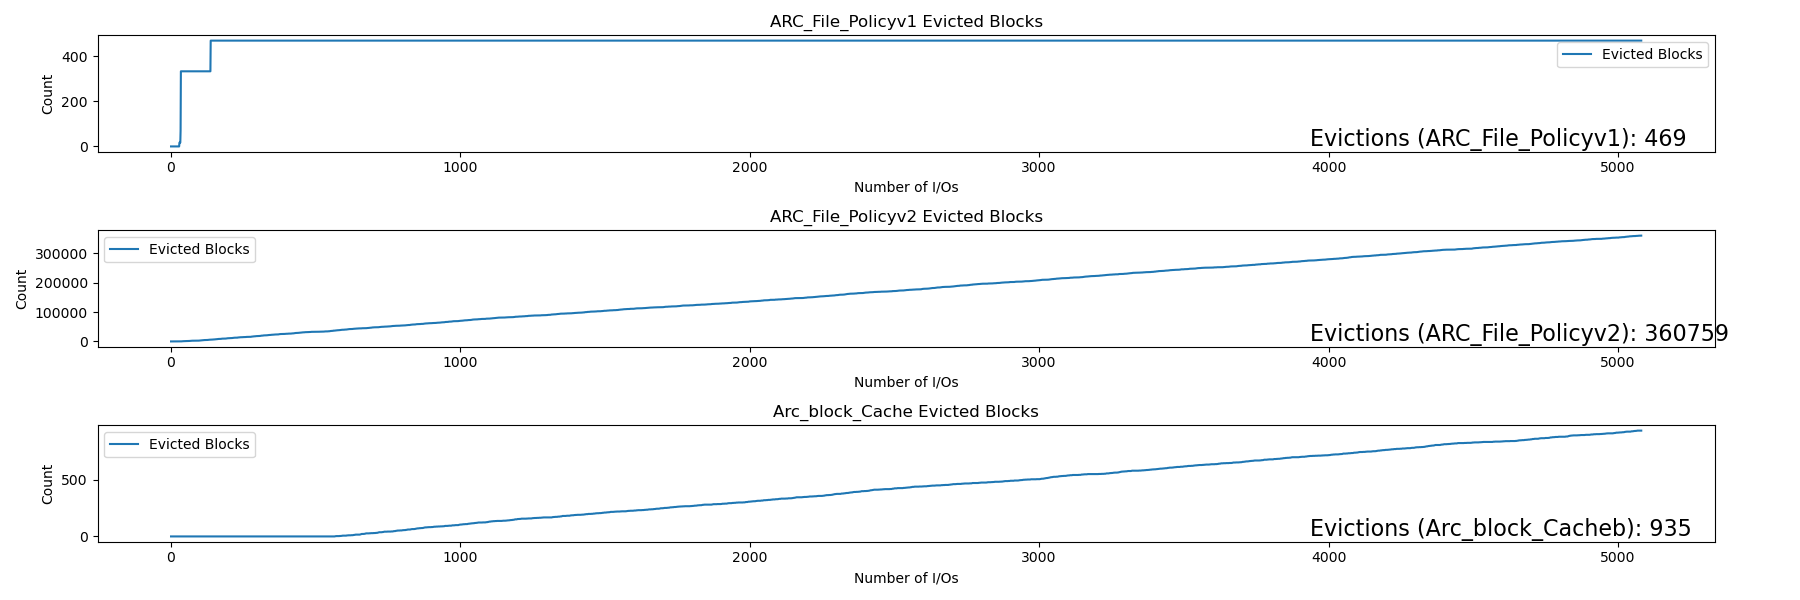 ARC_File_Policyv1 Evicted Blocks
400
200
0
Count
Evicted Blocks
Evictions (ARC_File_Policyv1): 469
0 1000 2000 3000 4000 5000
Number of I/Os
ARC_File_Policyv2 Evicted Blocks
300000
200000
100000
0
Count
Evicted Blocks
Evictions (ARC_File_Policyv2): 360759
0 1000 2000 3000 4000 5000
Number of I/Os
Arc_block_Cache Evicted Blocks
500
0
Count
Evicted Blocks
Evictions (Arc_block_Cacheb): 935
0 1000 2000 3000 4000 5000
Number of I/Os